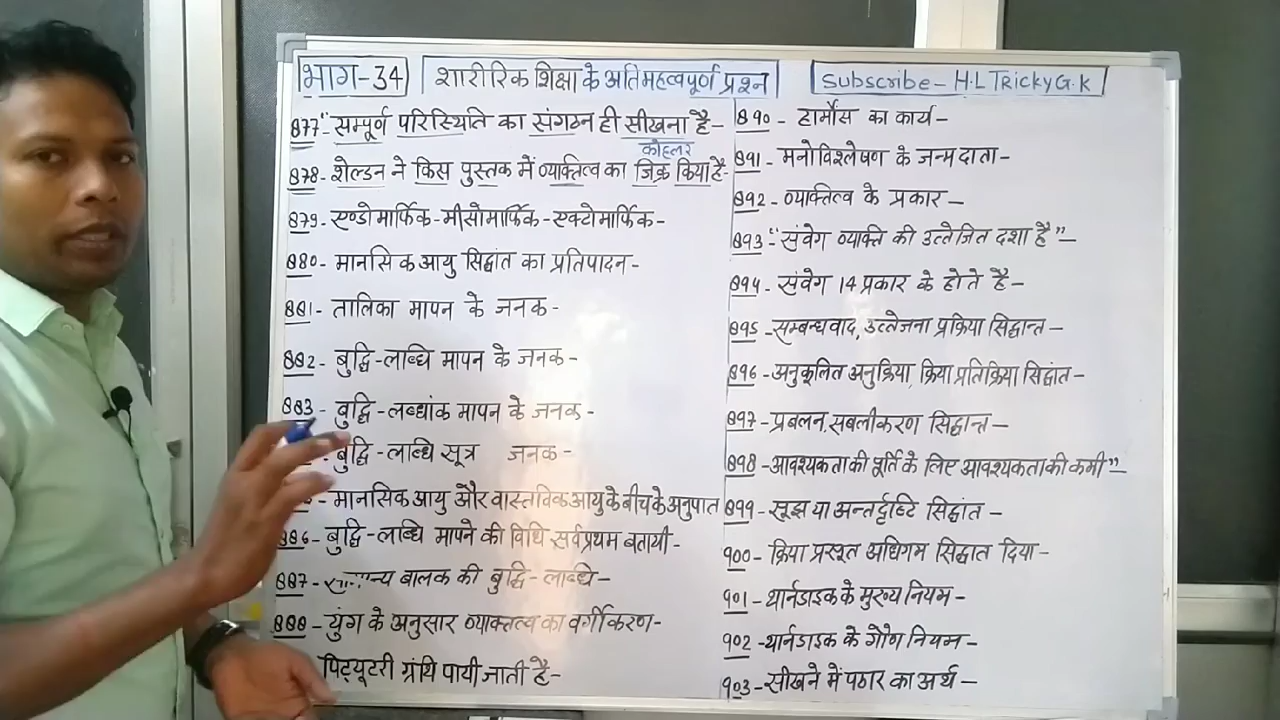 भाग-34
शारीरिक शिक्षा के अतिमहत्वपूर्ण प्रश्न
Subscribe- H.L TRicky G.K
877- "सम्पूर्ण परिस्थिति का संगठन ही सीखना है-
कोहलर
878- शेल्डन ने किस पुस्तक में व्यक्तित्व का जिक्र किया है-
879- एण्डोमार्फिक-मीसोमार्फिक-एक्टोमार्फिक-
880- मानसिक आयु सिद्धांत का प्रतिपादन-
881- तालिका मापन के जनक-
882- बुद्धि-लाब्धि मापन के जनक-
883- बुद्धि-लब्धांक मापन के जनक-
बुद्धि-लाब्धि सूत्र जनक-
- मानसिक आयु और वास्तविक आयु के बीच के अनुपात
886- बुद्धि-लाब्धि मापने की विधि सर्वप्रथम बतायी-
887- बालक की बुद्धि-लाब्धि-
888- युंग के अनुसार व्यक्तित्व का वर्गीकरण-
पिट्यूटरी ग्रंथि पायी जाती है-
890- हार्मोस का कार्य-
891- मनोविश्लेषण के जन्मदाता-
892- व्यक्तित्व के प्रकार-
893- "संवेग व्यक्ति की उत्तेजित दशा है"-
894- संवेग 14 प्रकार के होते है-
895- सम्बन्धवाद, उत्तेजना प्रक्रिया सिद्धान्त-
896- अनुकूलित अनुक्रिया, क्रिया प्रतिक्रिया सिद्धांत-
897- प्रबलन, सबलीकरण सिद्धान्त-
898- आवश्यकता की पूर्ति के लिए आवश्यकता की कमी"-
899- सूझ या अन्तर्दृष्टि सिद्धांत-
900- क्रिया प्रसूत अधिगम सिद्धांत दिया-
901- थार्नडाइक के मुख्य नियम-
902- थार्नडाइक के गौण नियम-
903- सीखने में पठार का अर्थ-